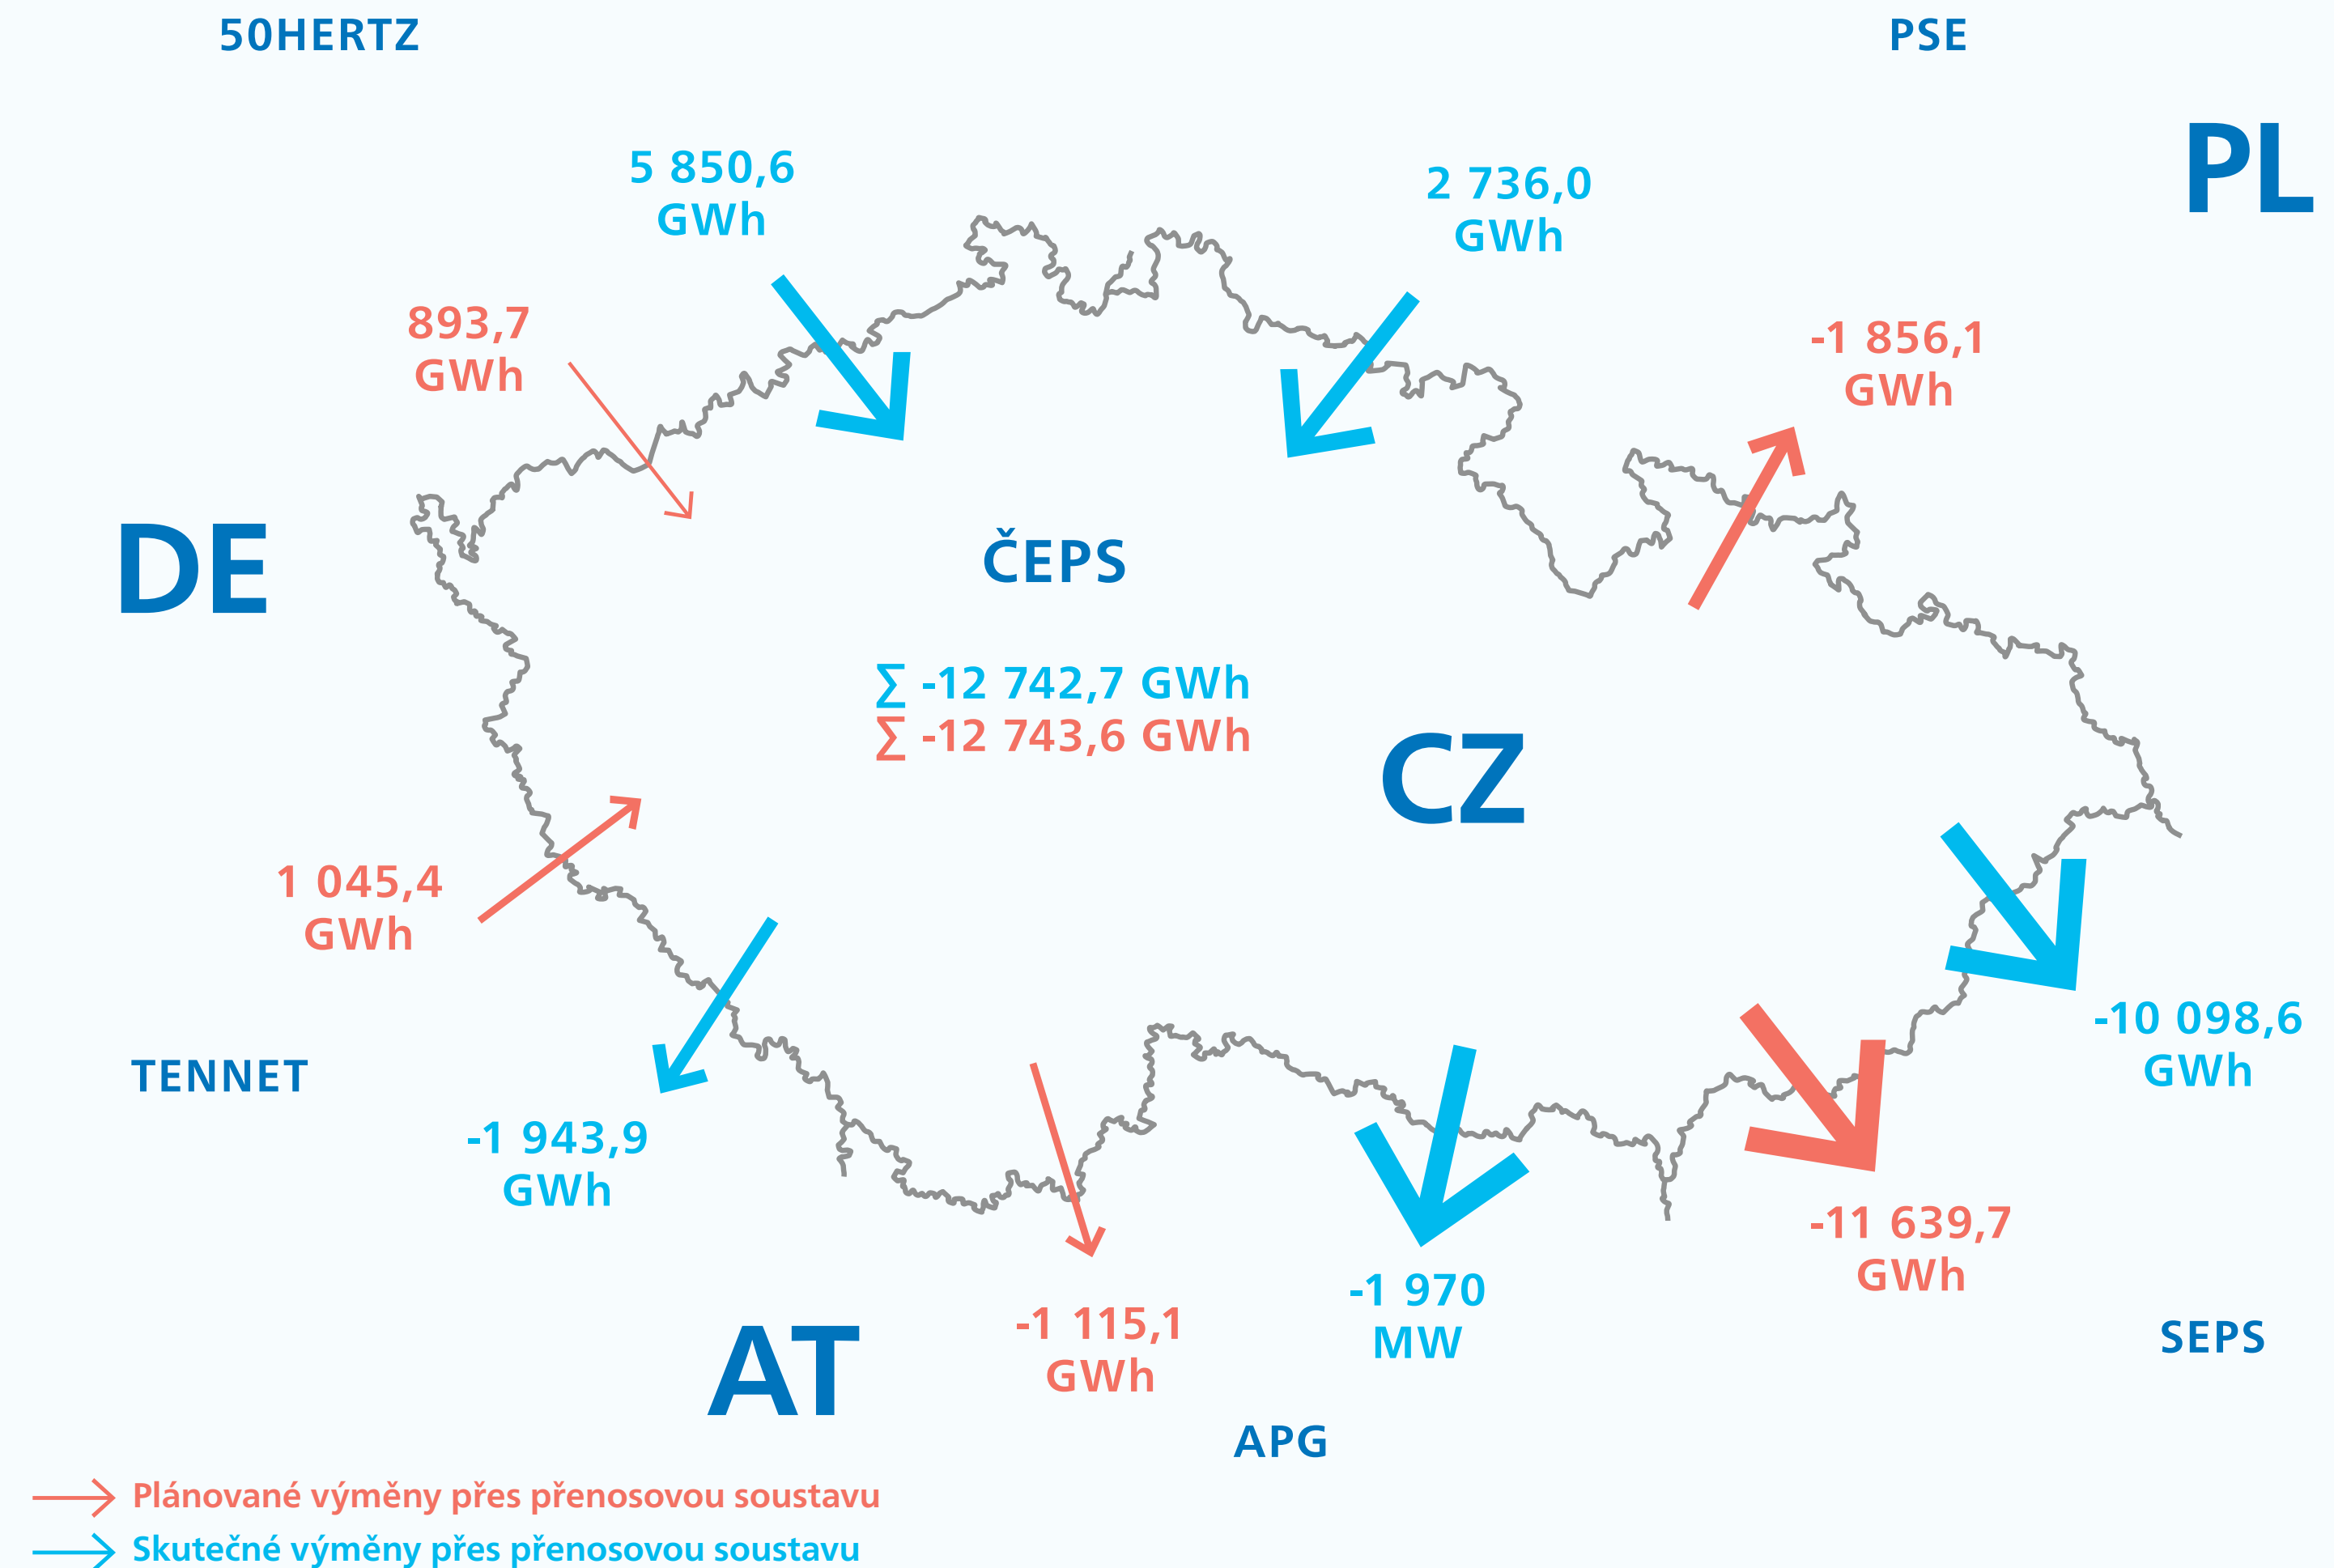 50HERTZ
PSE
PL
5 850,6
GWh
2 736,0
GWh
893,7
GWh
-1 856,1
GWh
DE
ČEPS
∑ -12 742,7 GWh
∑ -12 743,6 GWh
CZ
1 045,4
GWh
-10 098,6
GWh
TENNET
-1 943,9
GWh
-11 639,7
GWh
-1 970
MW
-1 115,1
GWh
SEPS
AT
APG
Plánované výměny přes přenosovou soustavu
Skutečné výměny přes přenosovou soustavu